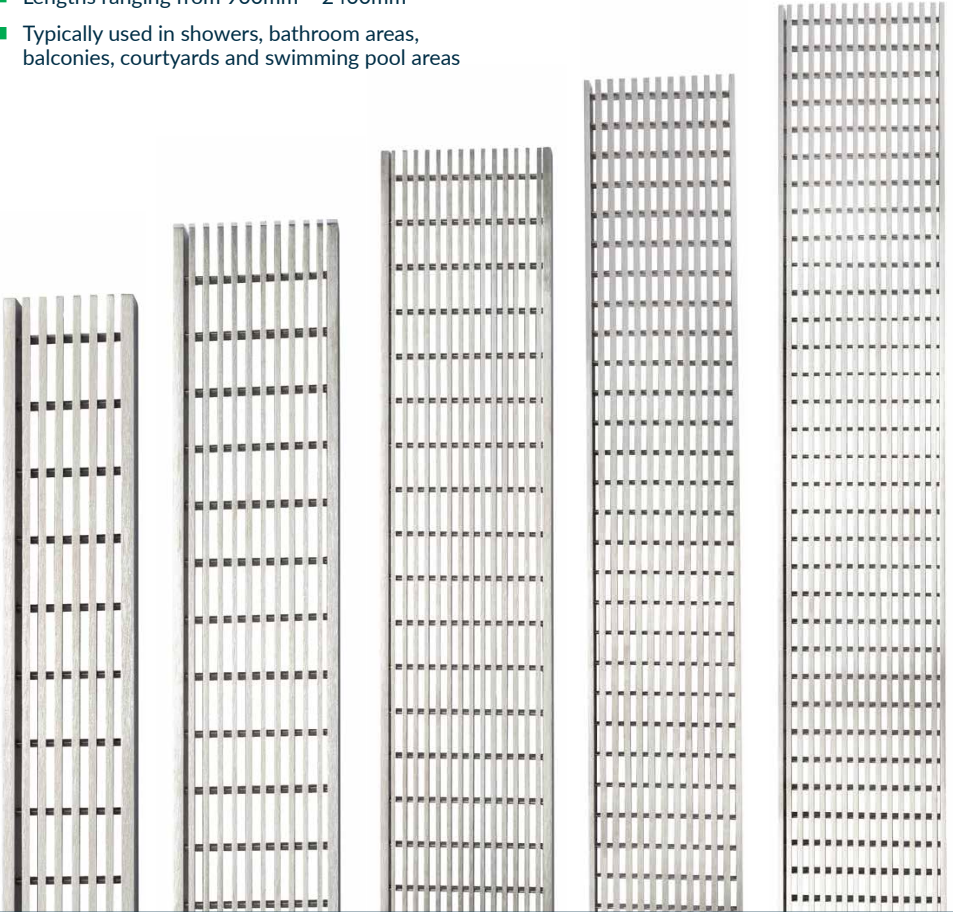 Lengths ranging from
Typically used in showers, bathroom areas,
balconies, courtyards and swimming pool areas